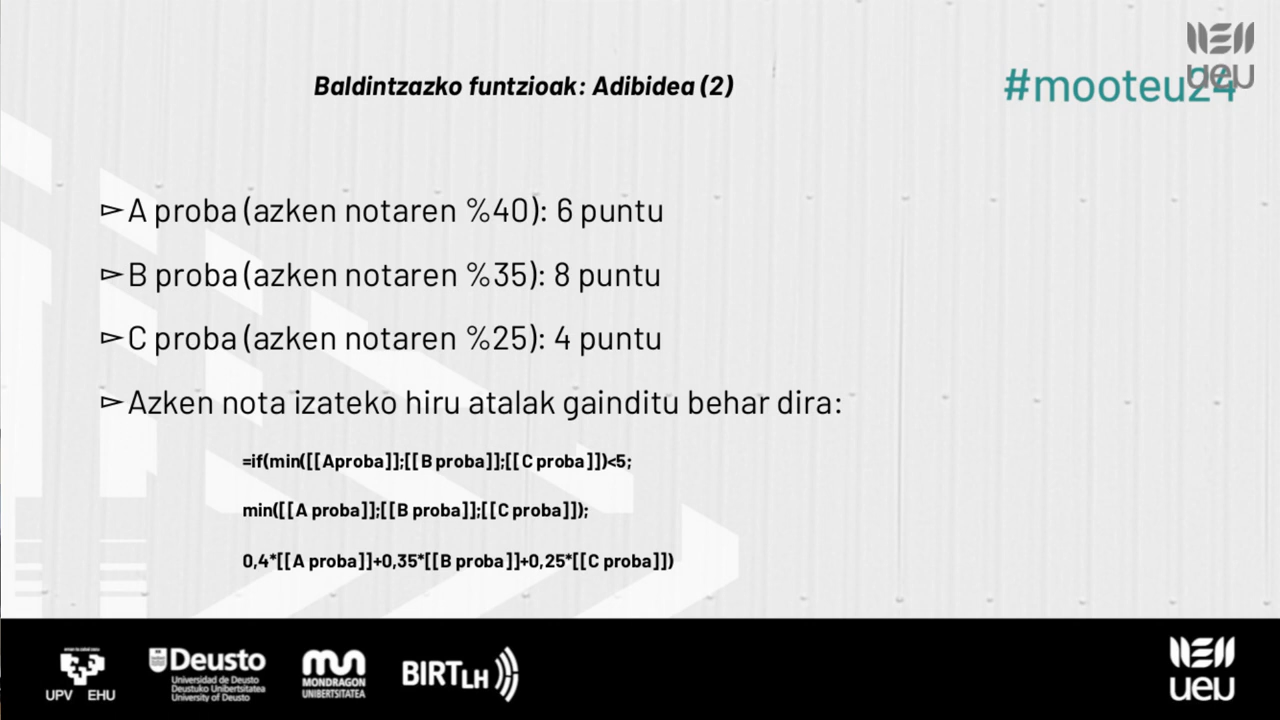 Baldintzazko funtzioak: Adibidea (2)
#mooteu24
ueu
▻A proba (azken notaren %40): 6 puntu
▻B proba (azken notaren %35): 8 puntu
▻C proba (azken notaren %25): 4 puntu
▻Azken nota izateko hiru atalak gainditu behar dira:
=if(min([[Aproba]];[[B proba]];[[C proba]])<5;
min([[A proba]];[[B proba]];[[C proba]]);
0,4*[[A proba]]+0,35*[[B proba]]+0,25*[[C proba]])
UPV EHU
Deusto
Universidad de Deusto
Deustuko Unibertsitatea
University of Deusto
MONDRAGON
UNIBERTSITATEA
BIRT LH
ueu